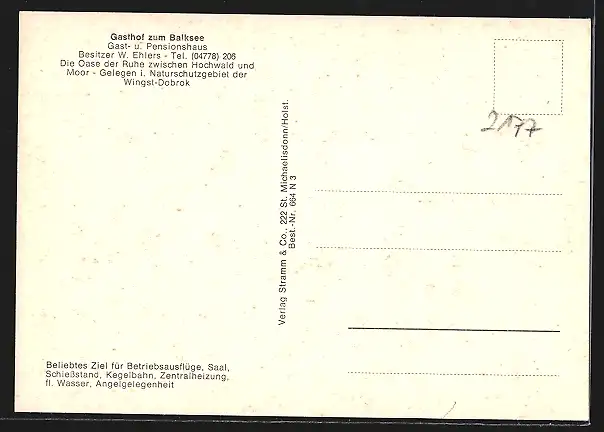 Gasthof zum Balksee
Gast- u. Pensionshaus
Besitzer W. Ehlers - Tel. (04778) 206
Die Oase der Ruhe zwischen Hochwald und
Moor - Gelegen i. Naturschutzgebiet der
Wingst-Dobrok
2177
Verlag Stramm & Co., 222 St. Michaelisdonn/Holst.
Best.-Nr. 664 N 3
Beliebtes Ziel für Betriebsausflüge, Saal,
Schießstand, Kegelbahn, Zentralheizung,
fl. Wasser, Angelgelegenheit